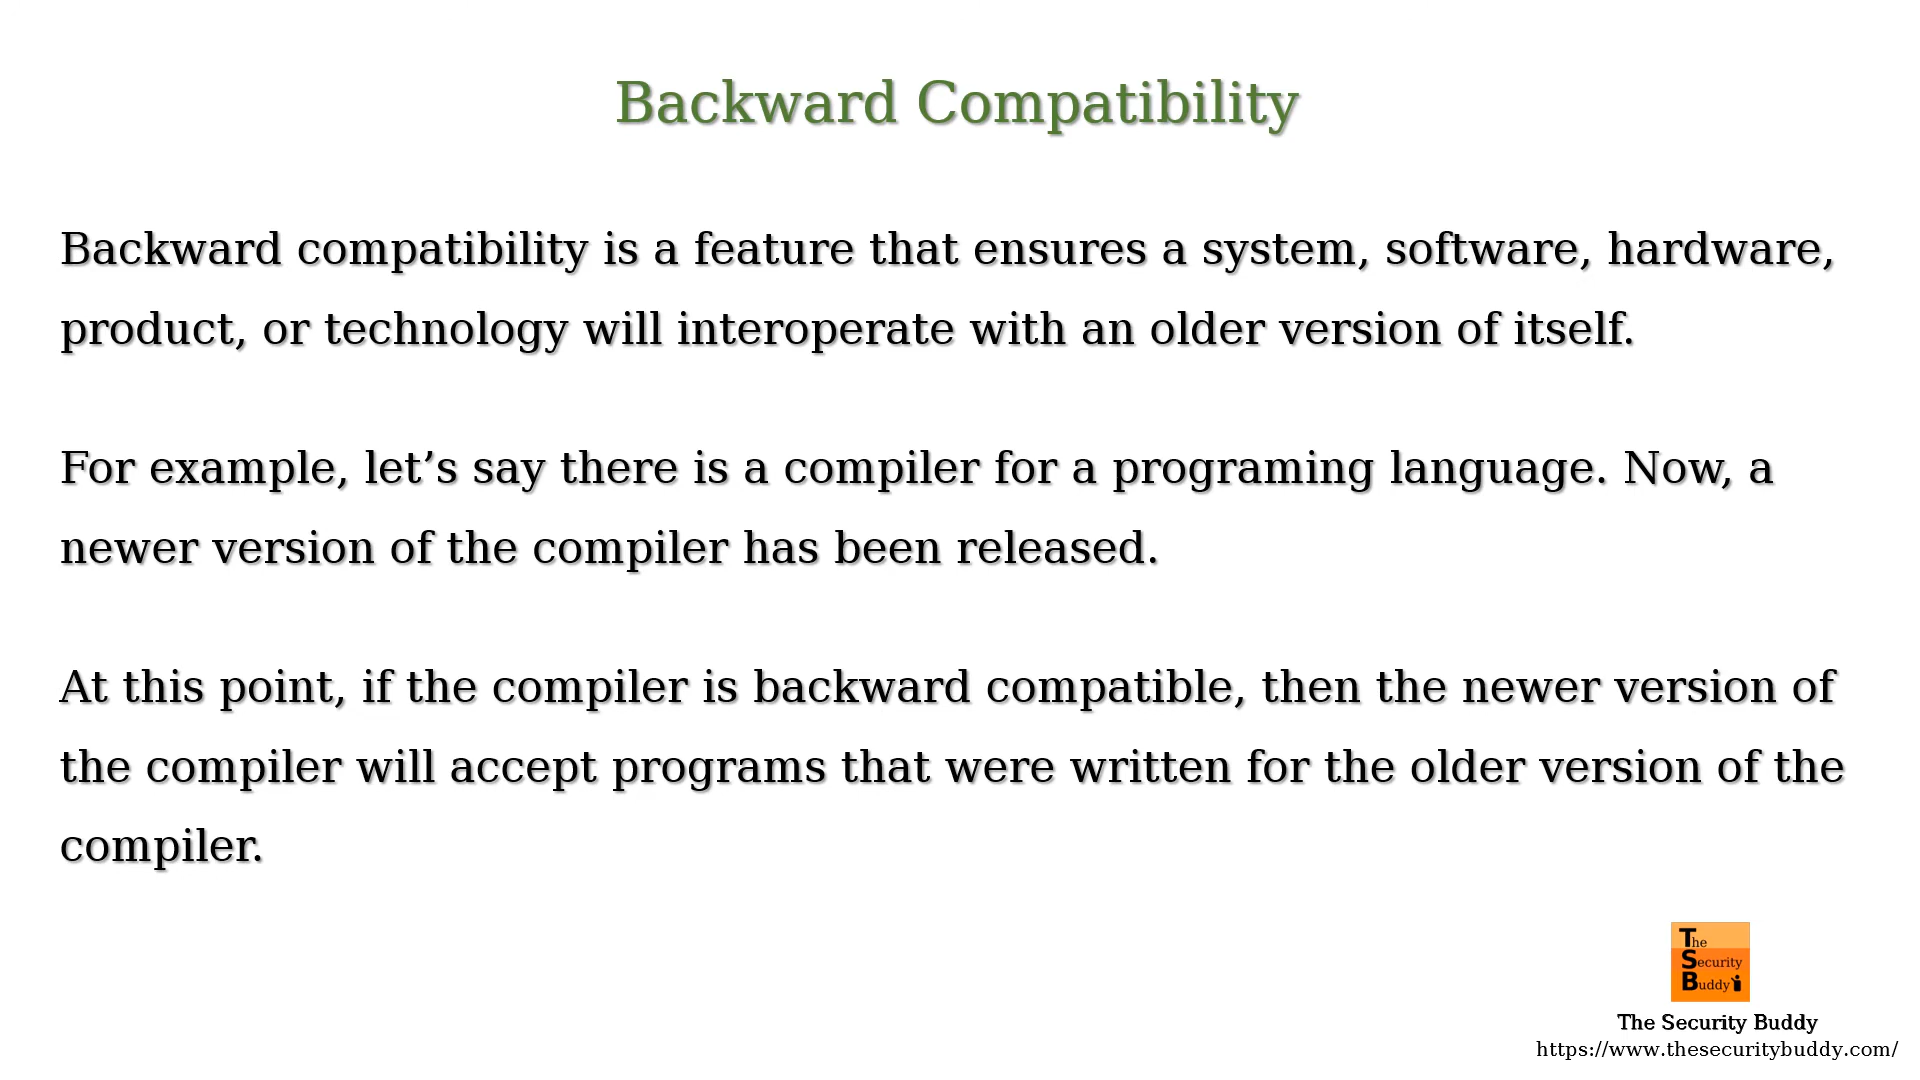 Backward Compatibility
Backward compatibility is a feature that ensures a system, software, hardware,
product, or technology will interoperate with an older version of itself.
For example, let’s say there is a compiler for a programing language. Now, a
newer version of the compiler has been released.
At this point, if the compiler is backward compatible, then the newer version of
the compiler will accept programs that were written for the older version of the
compiler.
The
Security
Buddy
The Security Buddy
https://www.thesecuritybuddy.com/